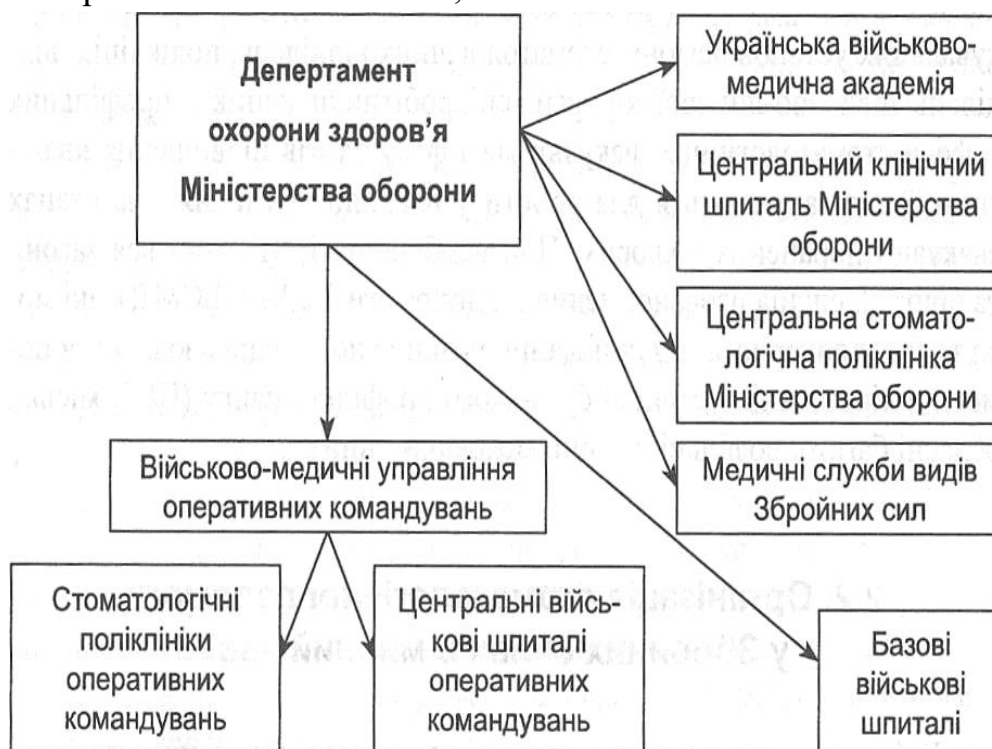 Департамент
охорони здоров'я
Міністерства оборони
Українська військово-
медична академія
Центральний клінічний
шпиталь Міністерства
оборони
Центральна стомато-
логічна поліклініка
Міністерства оборони
Медичні служби видів
Збройних сил
Військово-медичні управління
оперативних командувань
Стоматологічні
поліклініки
оперативних
командувань
Центральні війсь-
кові шпиталі
оперативних
командувань
Базові
військові
шпиталі